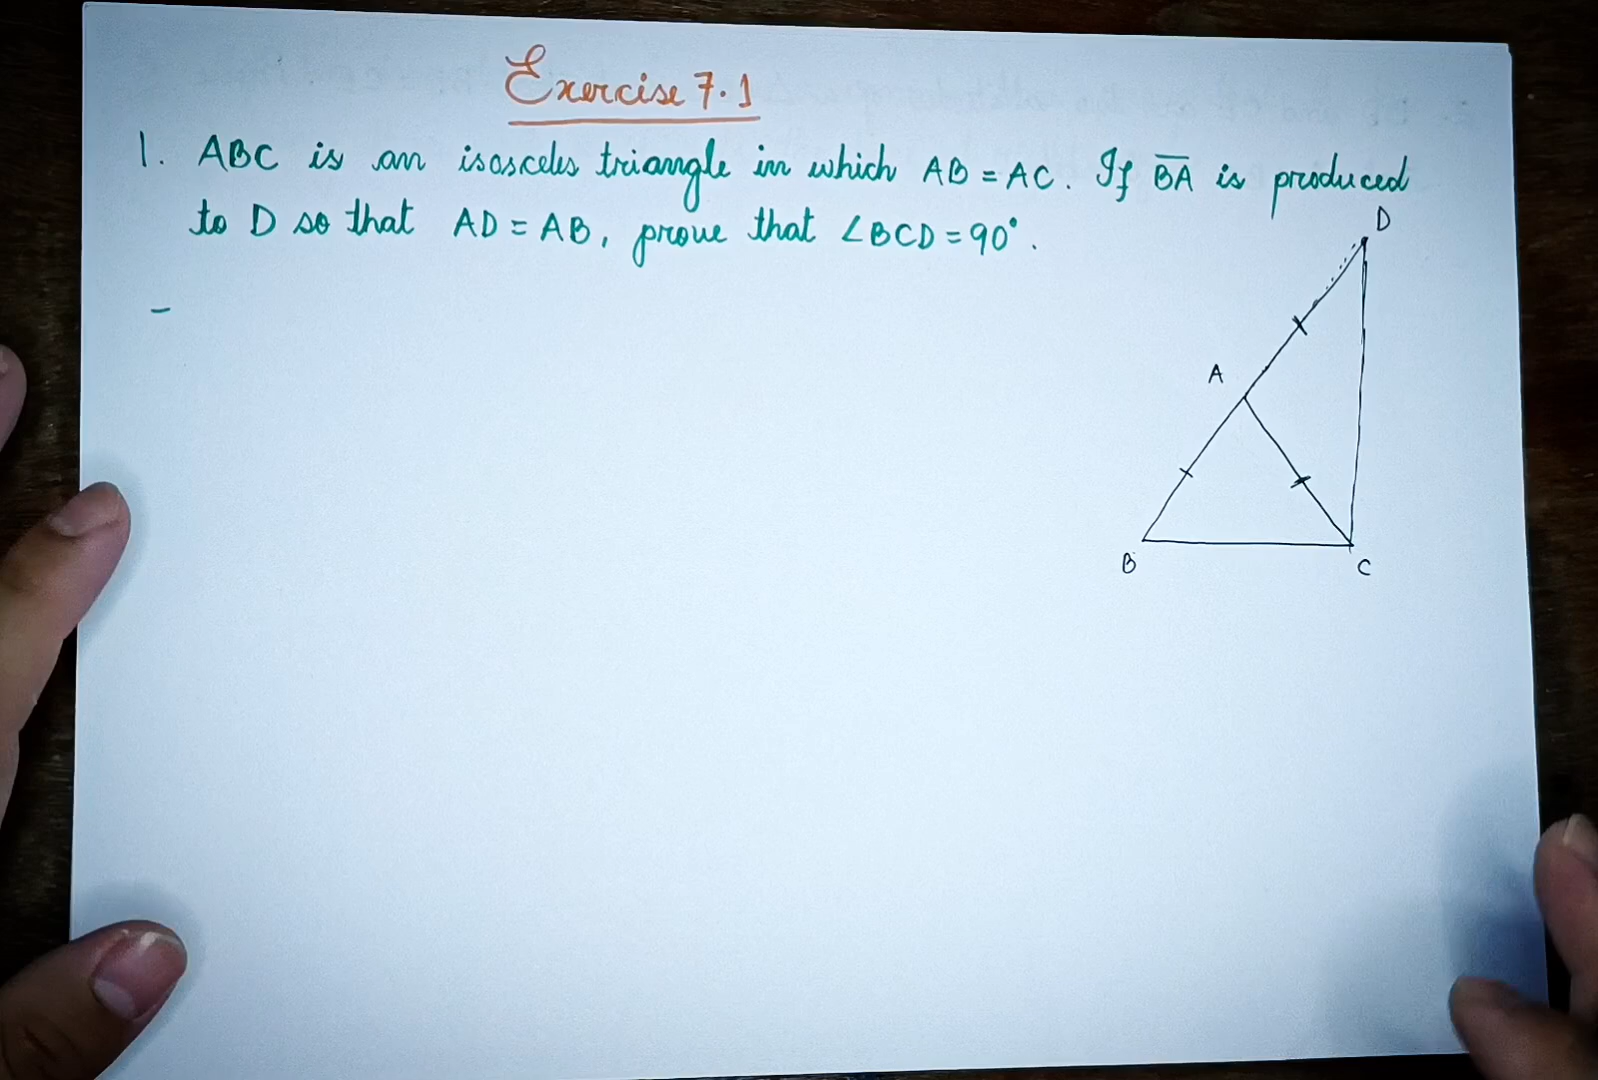 Exercise 7.1
1. ABC is an isosceles triangle in which AB = AC. If B̅A̅ is produced
to D so that AD = AB, prove that ∠BCD = 90°.
D
-
A
B
C